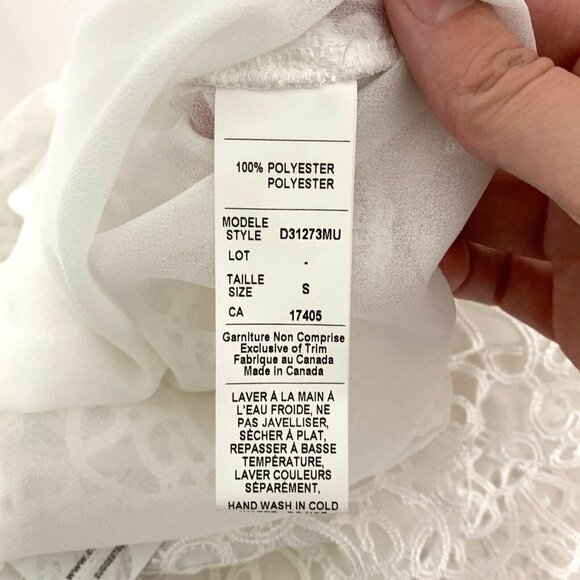 100% POLYESTER
POLYESTER
MODELE
STYLE D31273MU
LOT -
TAILLE
SIZE S
CA 17405
Garniture Non Comprise
Exclusive of Trim
Fabrique au Canada
Made in Canada
LAVER À LA MAIN À
L'EAU FROIDE, NE
PAS JAVELLISER,
SÉCHER À PLAT,
REPASSER À BASSE
TEMPÉRATURE,
LAVER COULEURS
SÉPARÉMENT,
HAND WASH IN COLD